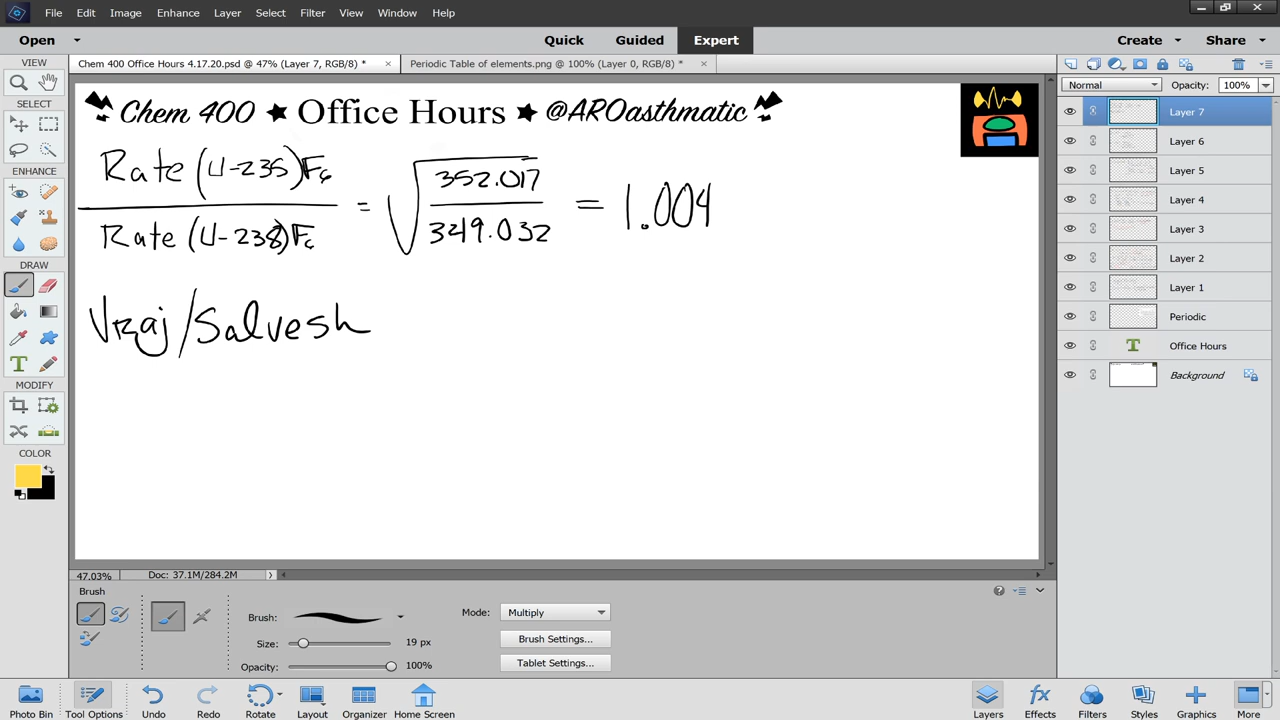 File Edit Image Enhance Layer Select Filter View Window Help
Open Quick Guided Expert Create Share
Chem 400 Office Hours 4.17.20.psd @ 47% (Layer 7, RGB/8) * Periodic Table of elements.png @ 100% (Layer 0, RGB/8) *
VIEW
SELECT
ENHANCE
DRAW
MODIFY
COLOR
Chem 400 ★ Office Hours ★ @AROasthmatic
Rate (U-235)F6
Rate (U-238)F6
= √ 352.017
349.032
= 1.004
Vraj/Salvesh
Normal Opacity: 100%
Layer 7
Layer 6
Layer 5
Layer 4
Layer 3
Layer 2
Layer 1
Periodic
T Office Hours
Background
47.03% Doc: 37.1M/284.2M
Brush
Brush: Mode: Multiply
Size: 19 px Brush Settings...
Opacity: 100% Tablet Settings...
Photo Bin Tool Options Undo Redo Rotate Layout Organizer Home Screen Layers Effects Filters Styles Graphics More